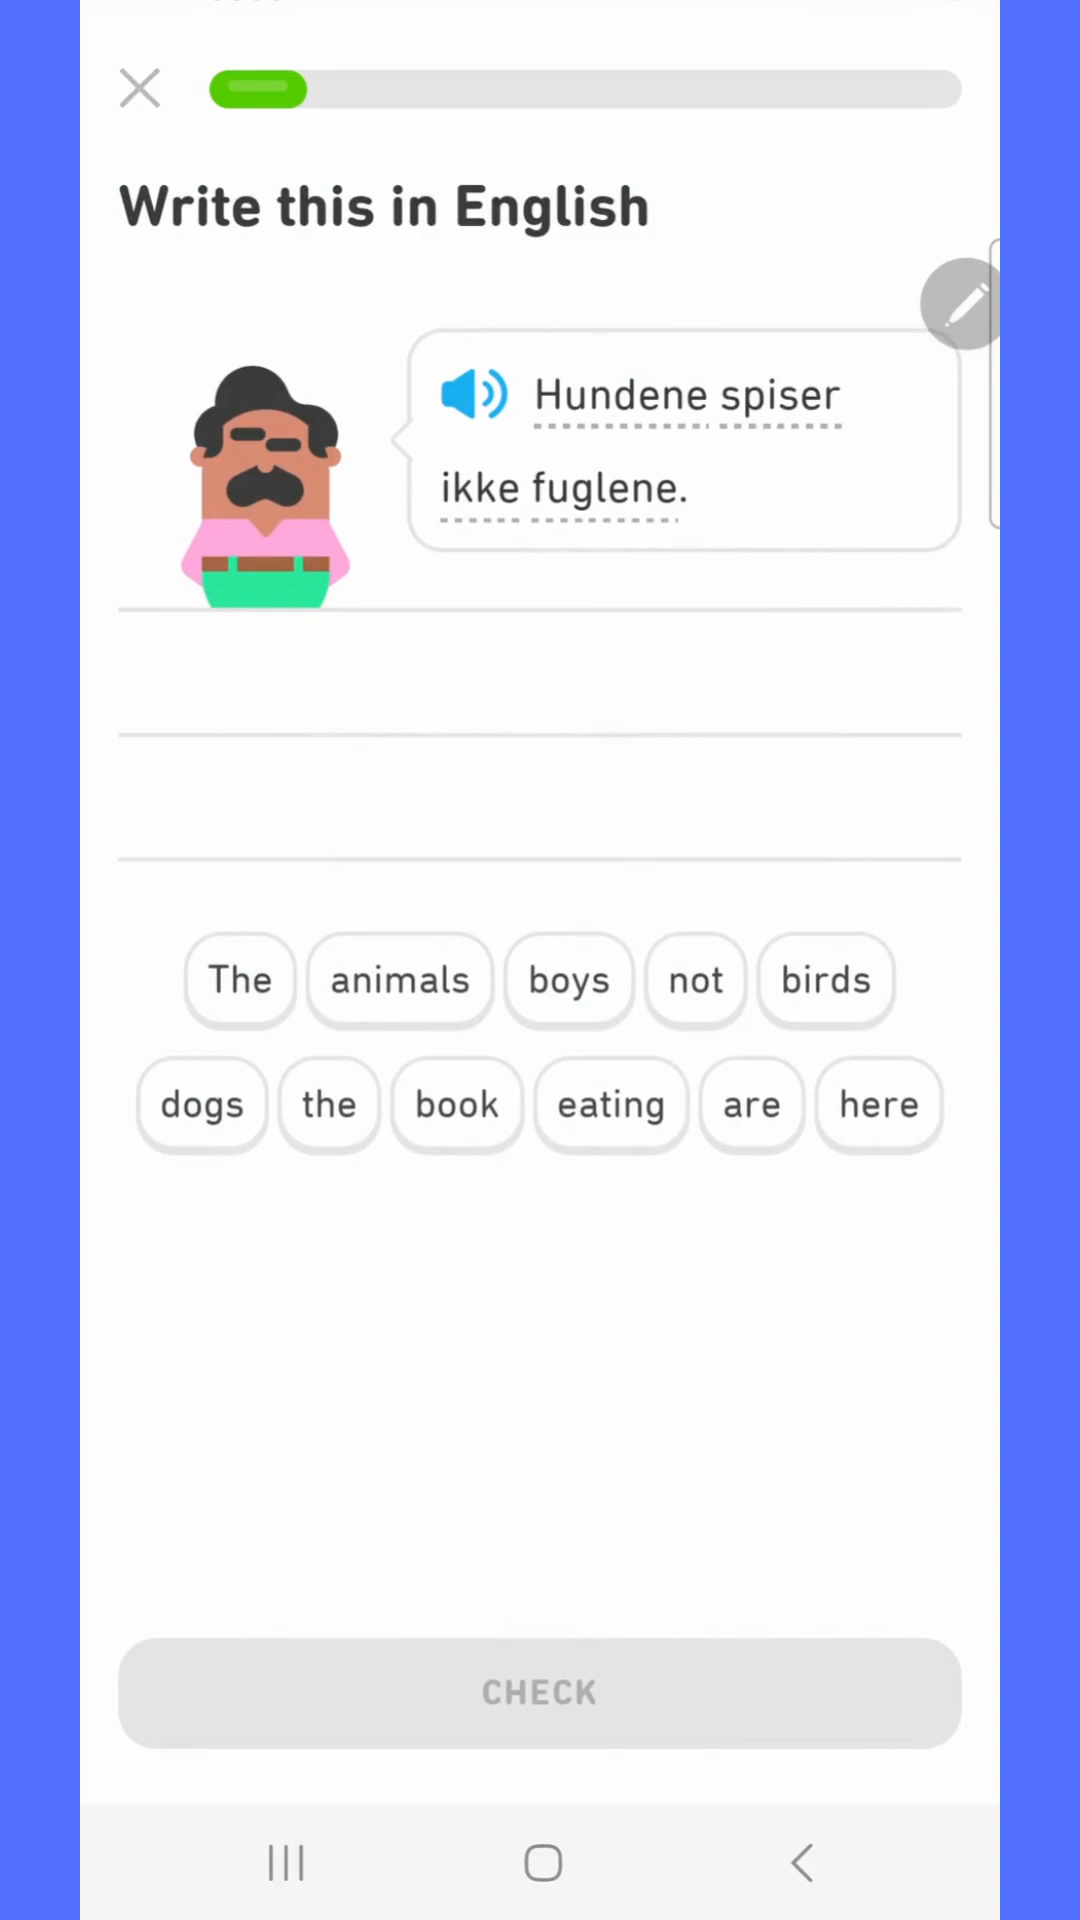 Write this in English
Hundene spiser
ikke fuglene.
The animals boys not birds
dogs the book eating are here
CHECK